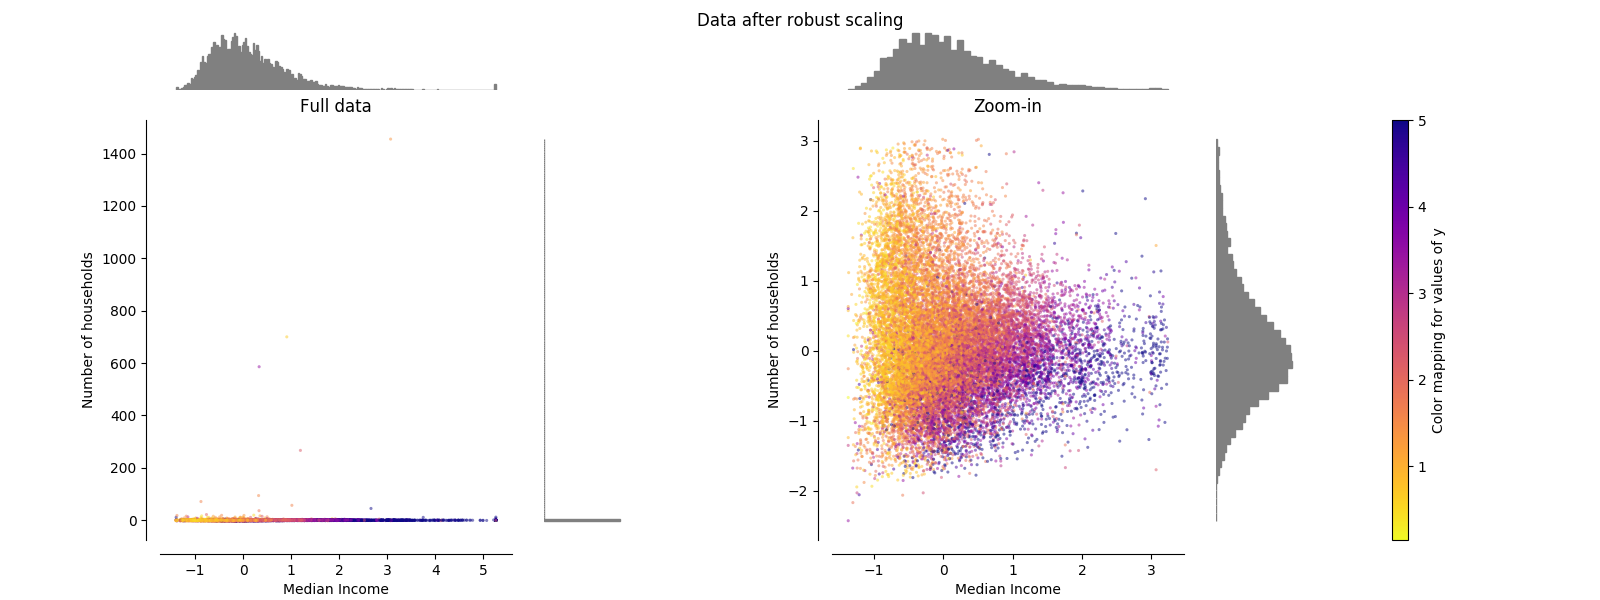 Data after robust scaling
Full data
1400
1200
1000
800
600
400
200
0
Number of households
−1 0 1 2 3 4 5
Median Income
Zoom-in
3
2
1
0
−1
−2
Number of households
−1 0 1 2 3
Median Income
5
4
3
2
1
Color mapping for values of y